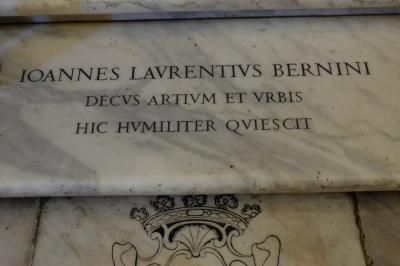 IOANNES LAVRENTIVS BERNINI
DECVS ARTIVM ET VRBIS
HIC HVMILITER QVIESCIT